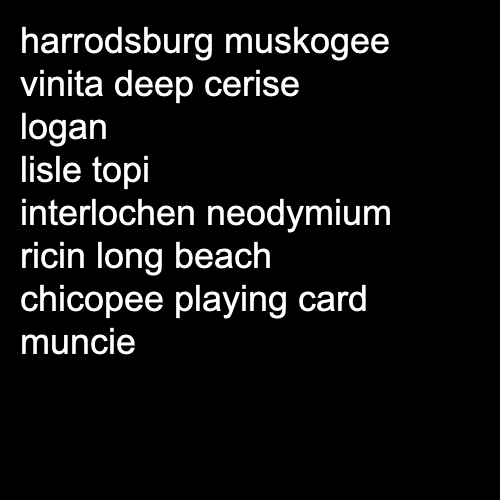 harrodsburg muskogee
vinita deep cerise
logan
lisle topi
interlochen neodymium
ricin long beach
chicopee playing card
muncie